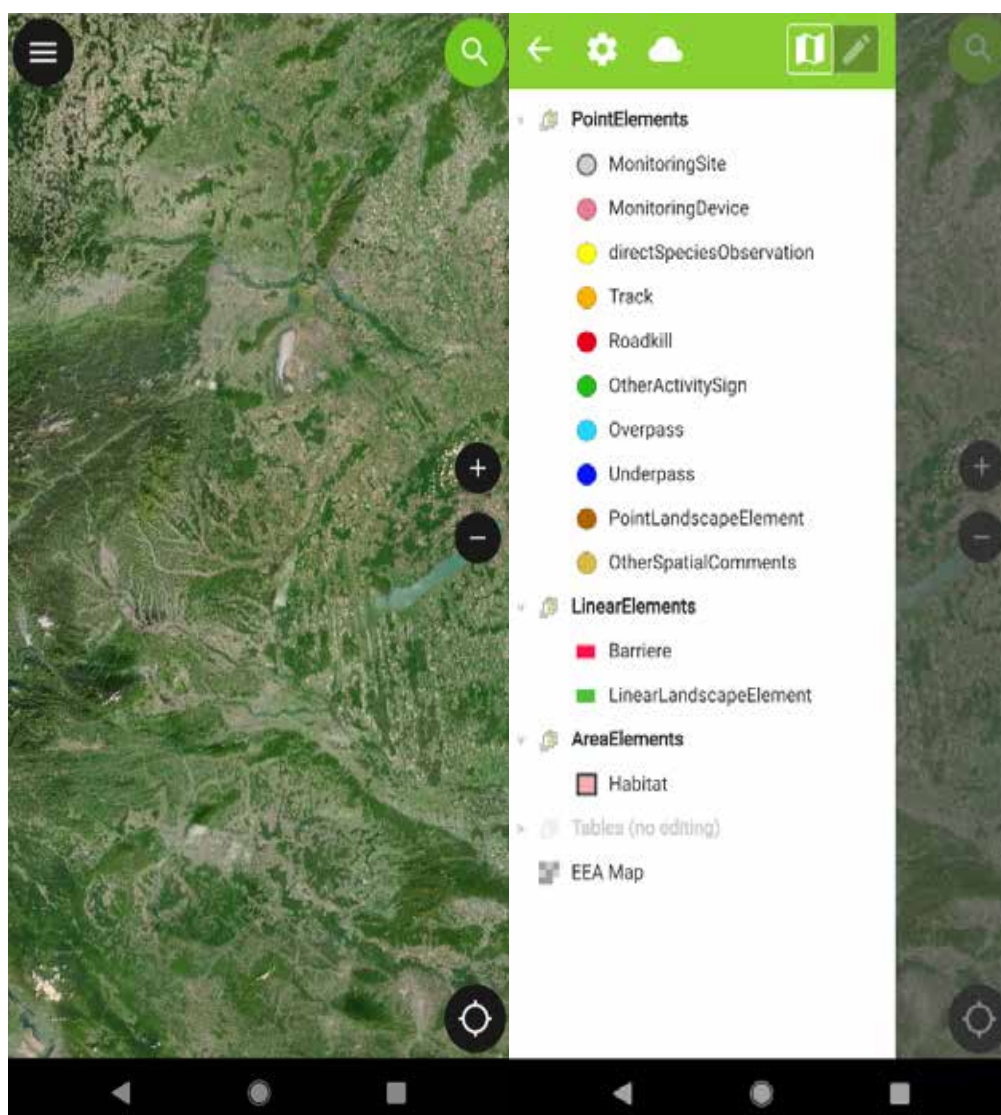 PointElements
MonitoringSite
MonitoringDevice
directSpeciesObservation
Track
Roadkill
OtherActivitySign
Overpass
Underpass
PointLandscapeElement
OtherSpatialComments
LinearElements
Barriere
LinearLandscapeElement
AreaElements
Habitat
Tables (no editing)
EEA Map